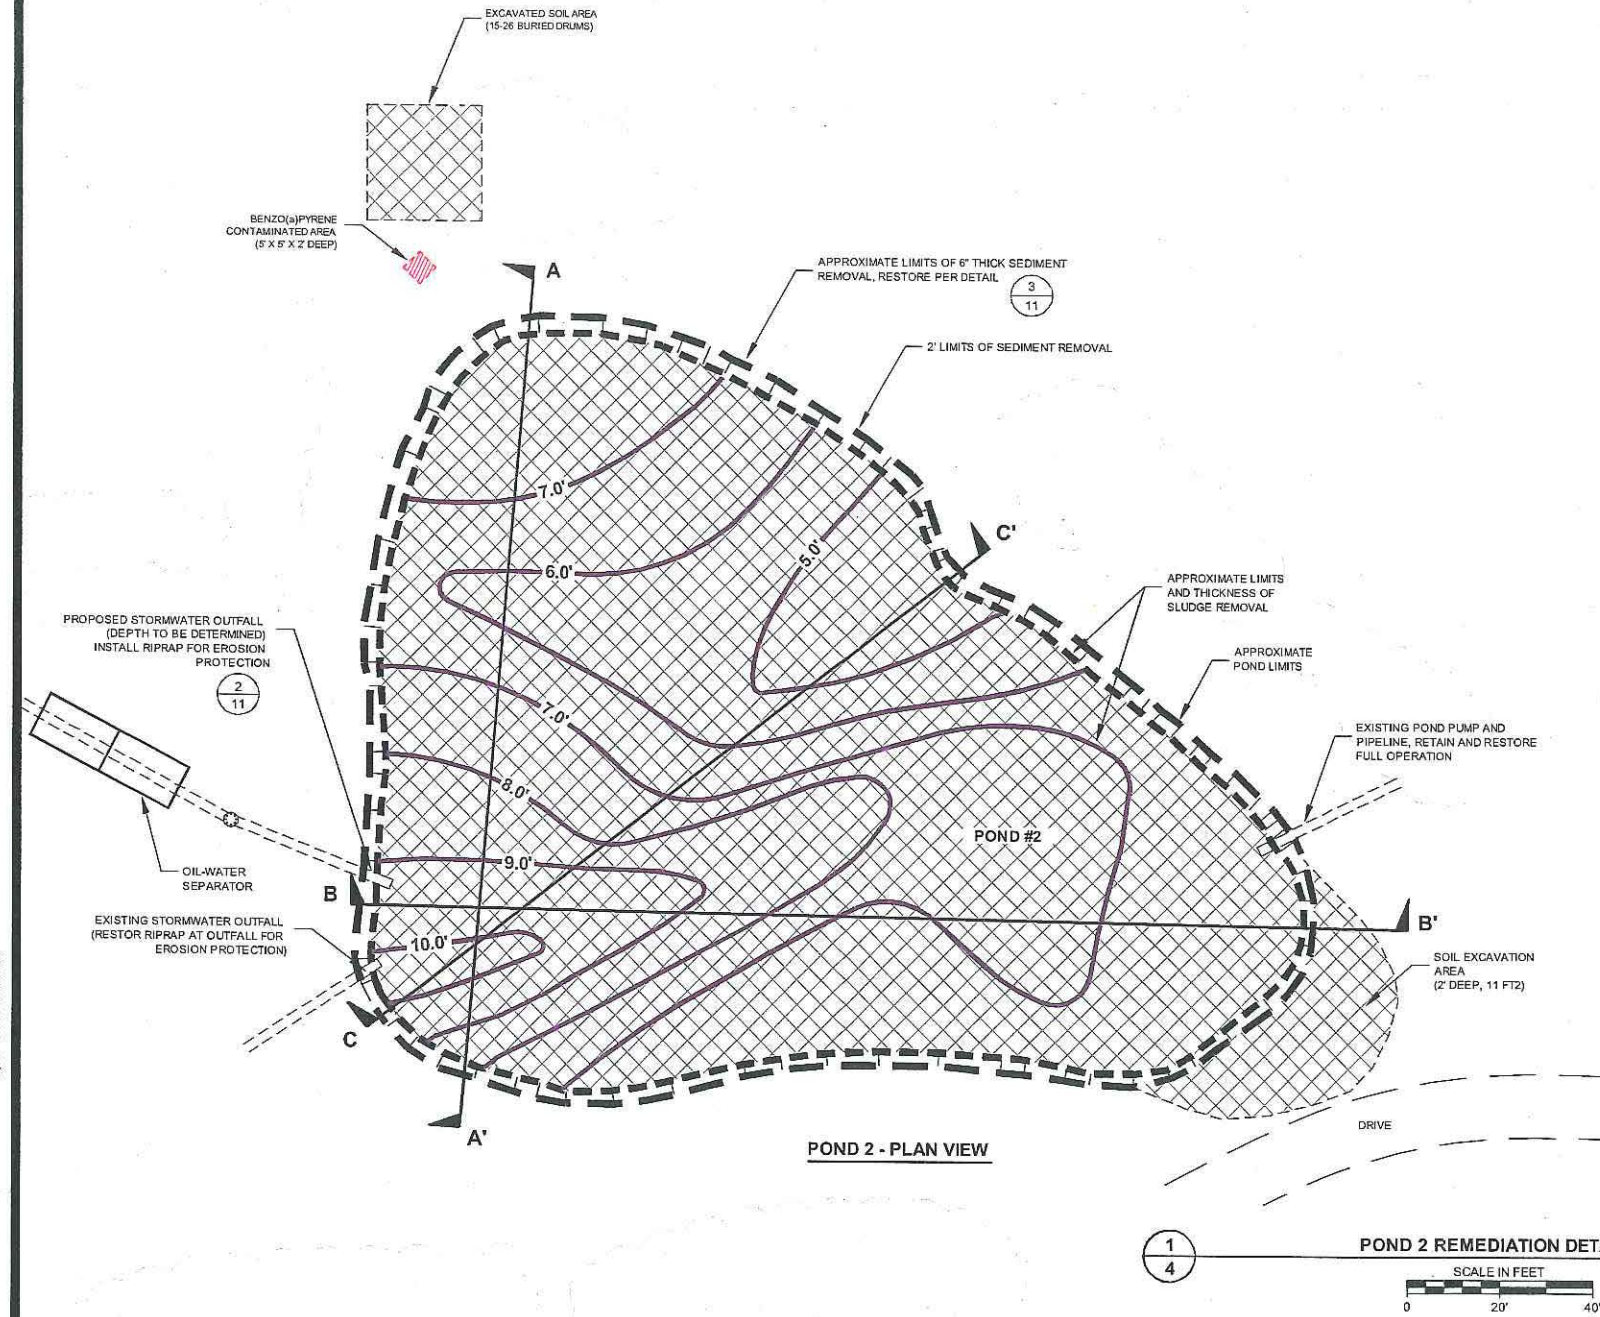 EXCAVATED SOIL AREA
(15-26 BURIED DRUMS)
BENZO(a)PYRENE
CONTAMINATED AREA
(5' X 5' X 2' DEEP)
A
APPROXIMATE LIMITS OF 6" THICK SEDIMENT
REMOVAL, RESTORE PER DETAIL
3
11
2' LIMITS OF SEDIMENT REMOVAL
7.0'
6.0'
5.0'
C'
APPROXIMATE LIMITS
AND THICKNESS OF
SLUDGE REMOVAL
PROPOSED STORMWATER OUTFALL
(DEPTH TO BE DETERMINED)
INSTALL RIPRAP FOR EROSION
PROTECTION
2
11
APPROXIMATE
POND LIMITS
7.0'
EXISTING POND PUMP AND
PIPELINE, RETAIN AND RESTORE
FULL OPERATION
8.0'
POND #2
9.0'
OIL-WATER
SEPARATOR
B
B'
EXISTING STORMWATER OUTFALL
(RESTOR RIPRAP AT OUTFALL FOR
EROSION PROTECTION)
10.0'
SOIL EXCAVATION
AREA
(2' DEEP, 11 FT2)
C
A'
DRIVE
POND 2 - PLAN VIEW
1
4
POND 2 REMEDIATION DET
SCALE IN FEET
0 20' 40'